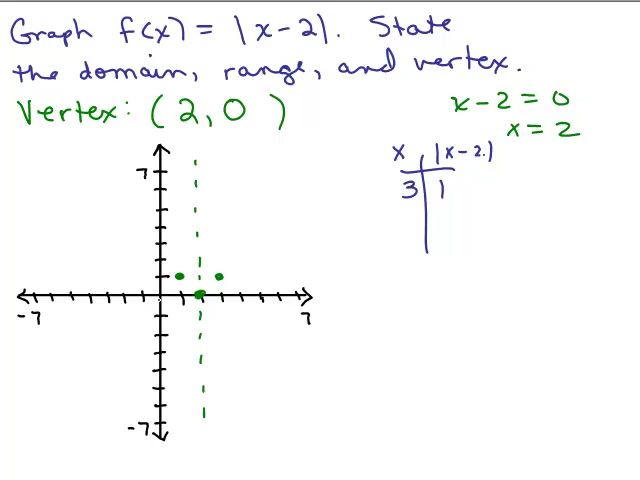 Graph f(x) = |x-2|. State
the domain, range, and vertex.
Vertex: (2,0)
x-2=0
x=2
x |x-2|
3 1
7
-7
7
-7